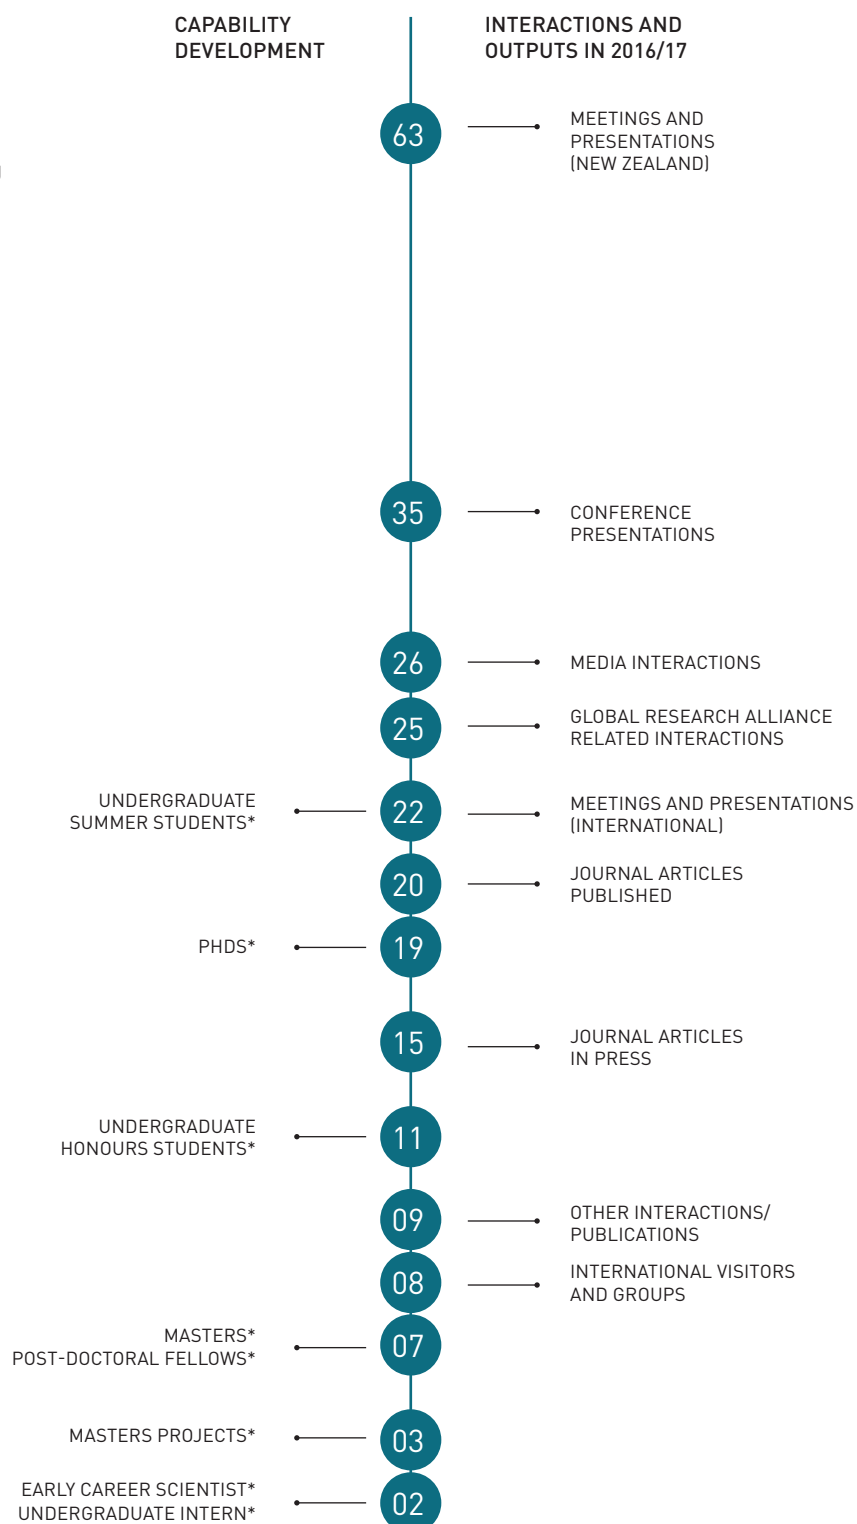 CAPABILITY
DEVELOPMENT
INTERACTIONS AND
OUTPUTS IN 2016/17
63
MEETINGS AND
PRESENTATIONS
(NEW ZEALAND)
35
CONFERENCE
PRESENTATIONS
26
MEDIA INTERACTIONS
25
GLOBAL RESEARCH ALLIANCE
RELATED INTERACTIONS
UNDERGRADUATE
SUMMER STUDENTS*
22
MEETINGS AND PRESENTATIONS
(INTERNATIONAL)
20
JOURNAL ARTICLES
PUBLISHED
PHDS*
19
15
JOURNAL ARTICLES
IN PRESS
UNDERGRADUATE
HONOURS STUDENTS*
11
09
OTHER INTERACTIONS/
PUBLICATIONS
08
INTERNATIONAL VISITORS
AND GROUPS
MASTERS*
POST-DOCTORAL FELLOWS*
07
MASTERS PROJECTS*
03
EARLY CAREER SCIENTIST*
UNDERGRADUATE INTERN*
02